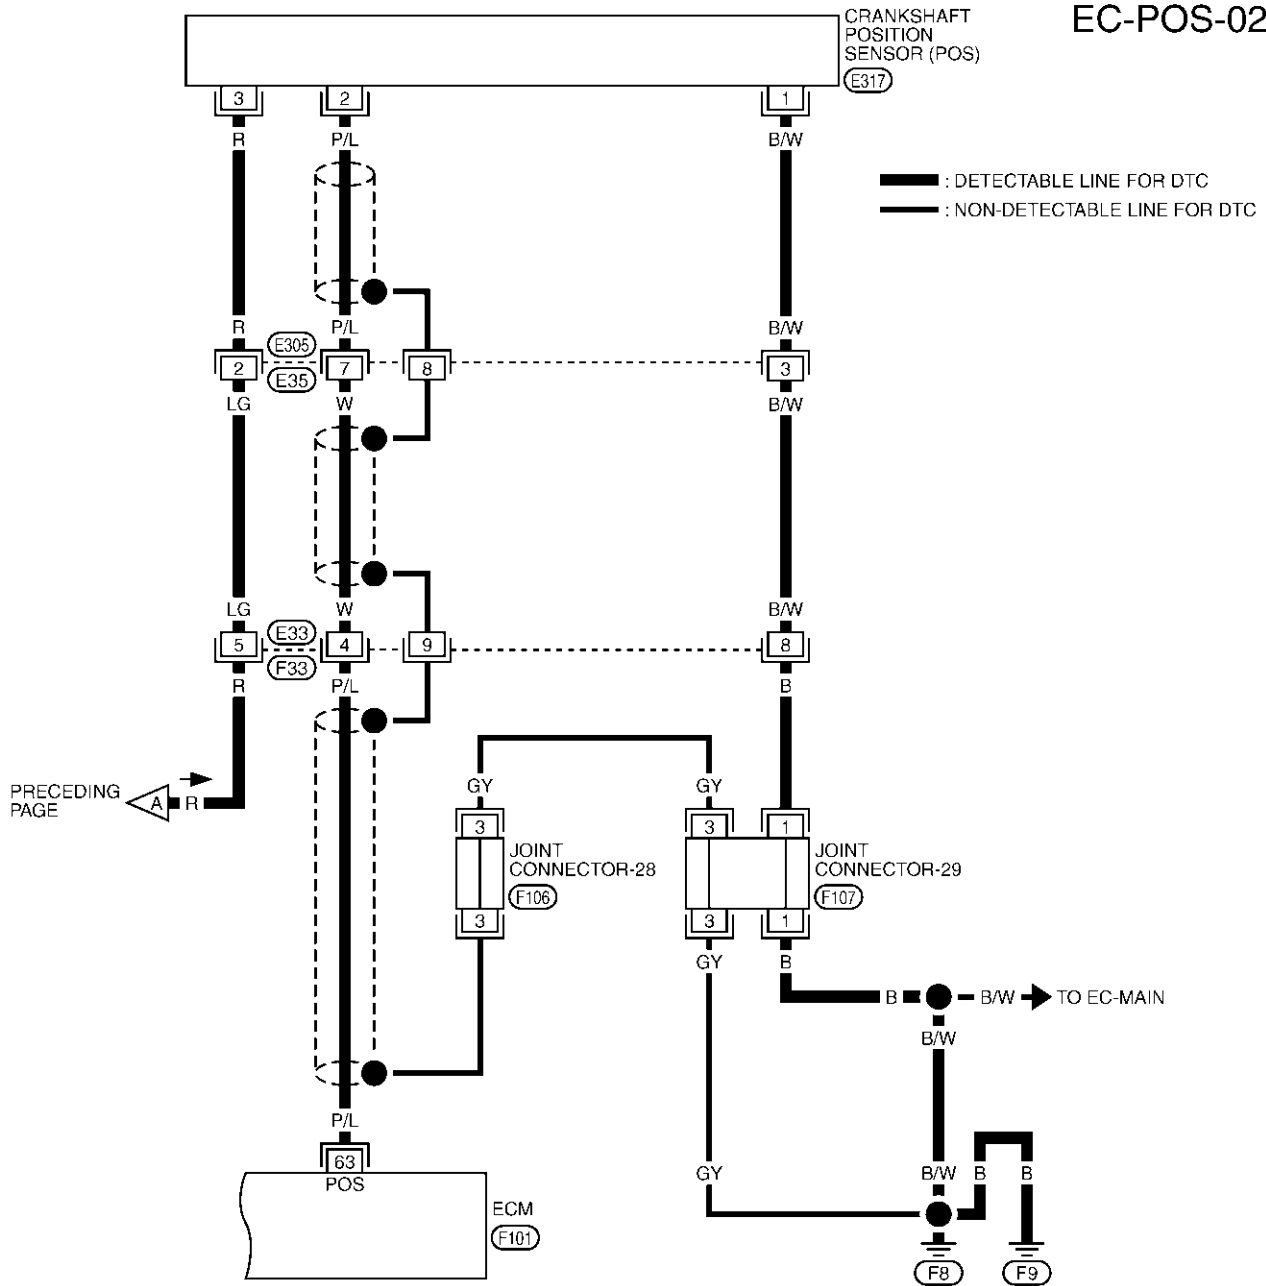 EC-POS-02
CRANKSHAFT
POSITION
SENSOR (POS)
E317
3 2 1
R P/L B/W
: DETECTABLE LINE FOR DTC
: NON-DETECTABLE LINE FOR DTC
R P/L B/W
E305
2 7 8 3
E35
LG W B/W
LG W B/W
E33
5 4 9 8
F33
R P/L B
PRECEDING
PAGE
A R
GY GY
3 3 1
JOINT
CONNECTOR-28
F106
JOINT
CONNECTOR-29
F107
3 3 1
GY B
B B/W TO EC-MAIN
B/W
P/L
63
POS
GY B/W B B
ECM
F101
F8 F9